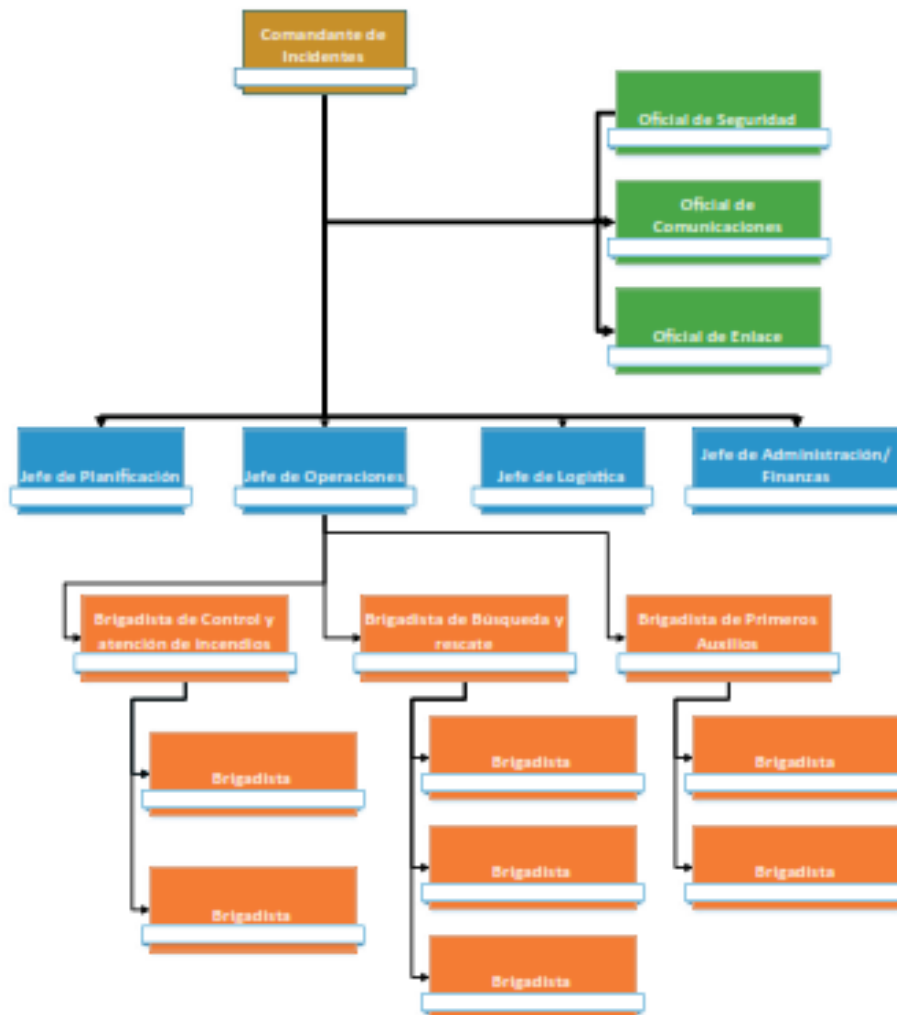 Comandante de
Incidentes
Oficial de Seguridad
Oficial de
Comunicaciones
Oficial de Enlace
Jefe de Planificación
Jefe de Operaciones
Jefe de Logística
Jefe de Administración/
Finanzas
Brigadista de Control y
atención de incendios
Brigadista de Búsqueda y
rescate
Brigadista de Primeros
Auxilios
Brigadista
Brigadista
Brigadista
Brigadista
Brigadista
Brigadista
Brigadista